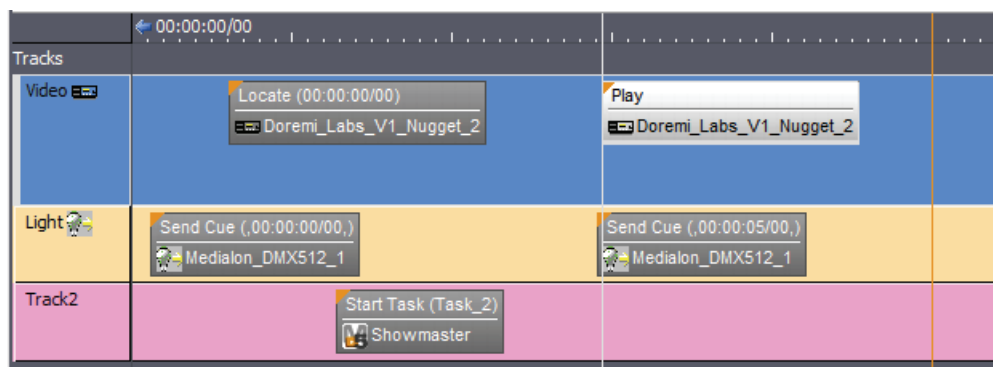 00:00:00/00
Tracks
Video
Locate (00:00:00/00)
Doremi_Labs_V1_Nugget_2
Play
Doremi_Labs_V1_Nugget_2
Light
Send Cue (,00:00:00/00,)
Medialon_DMX512_1
Send Cue (,00:00:05/00,)
Medialon_DMX512_1
Track2
Start Task (Task_2)
Showmaster